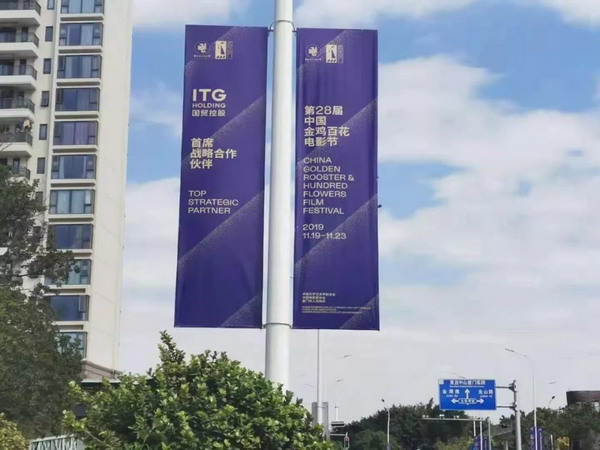 ITG
HOLDING
国贸控股
首席
战略合作
伙伴
TOP
STRATEGIC
PARTNER
第28届
中国
金鸡百花
电影节
CHINA
GOLDEN
ROOSTER &
HUNDRED
FLOWERS
FILM
FESTIVAL
2019
11.19–11.23